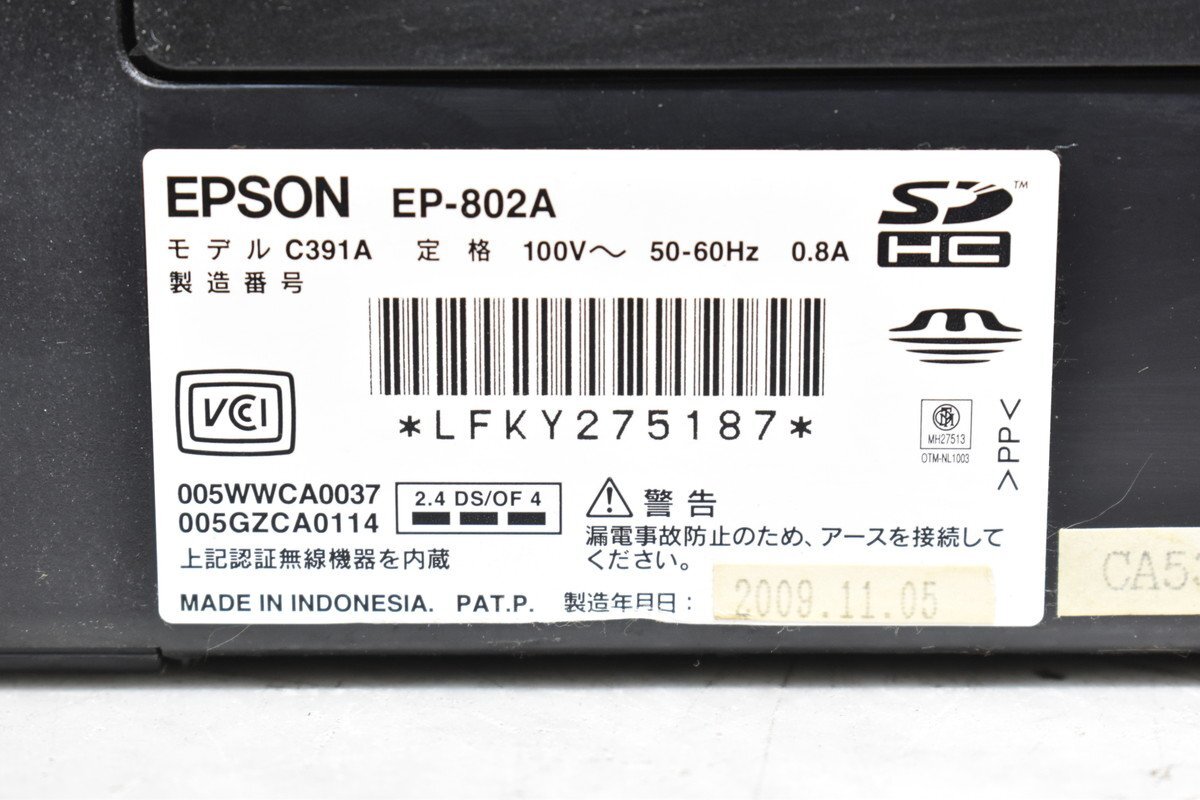 EPSON EP-802A
モデル C391A 定格 100V～ 50-60Hz 0.8A
製造番号
SD HC ™
*LFKY275187*
VCCI
MH27513
OTM-NL1003
>PP<
005WWCA0037
005GZCA0114
2.4 DS/OF 4
上記認証無線機器を内蔵
警告
漏電事故防止のため、アースを接続して
ください。
MADE IN INDONESIA. PAT.P. 製造年月日：
2009.11.05